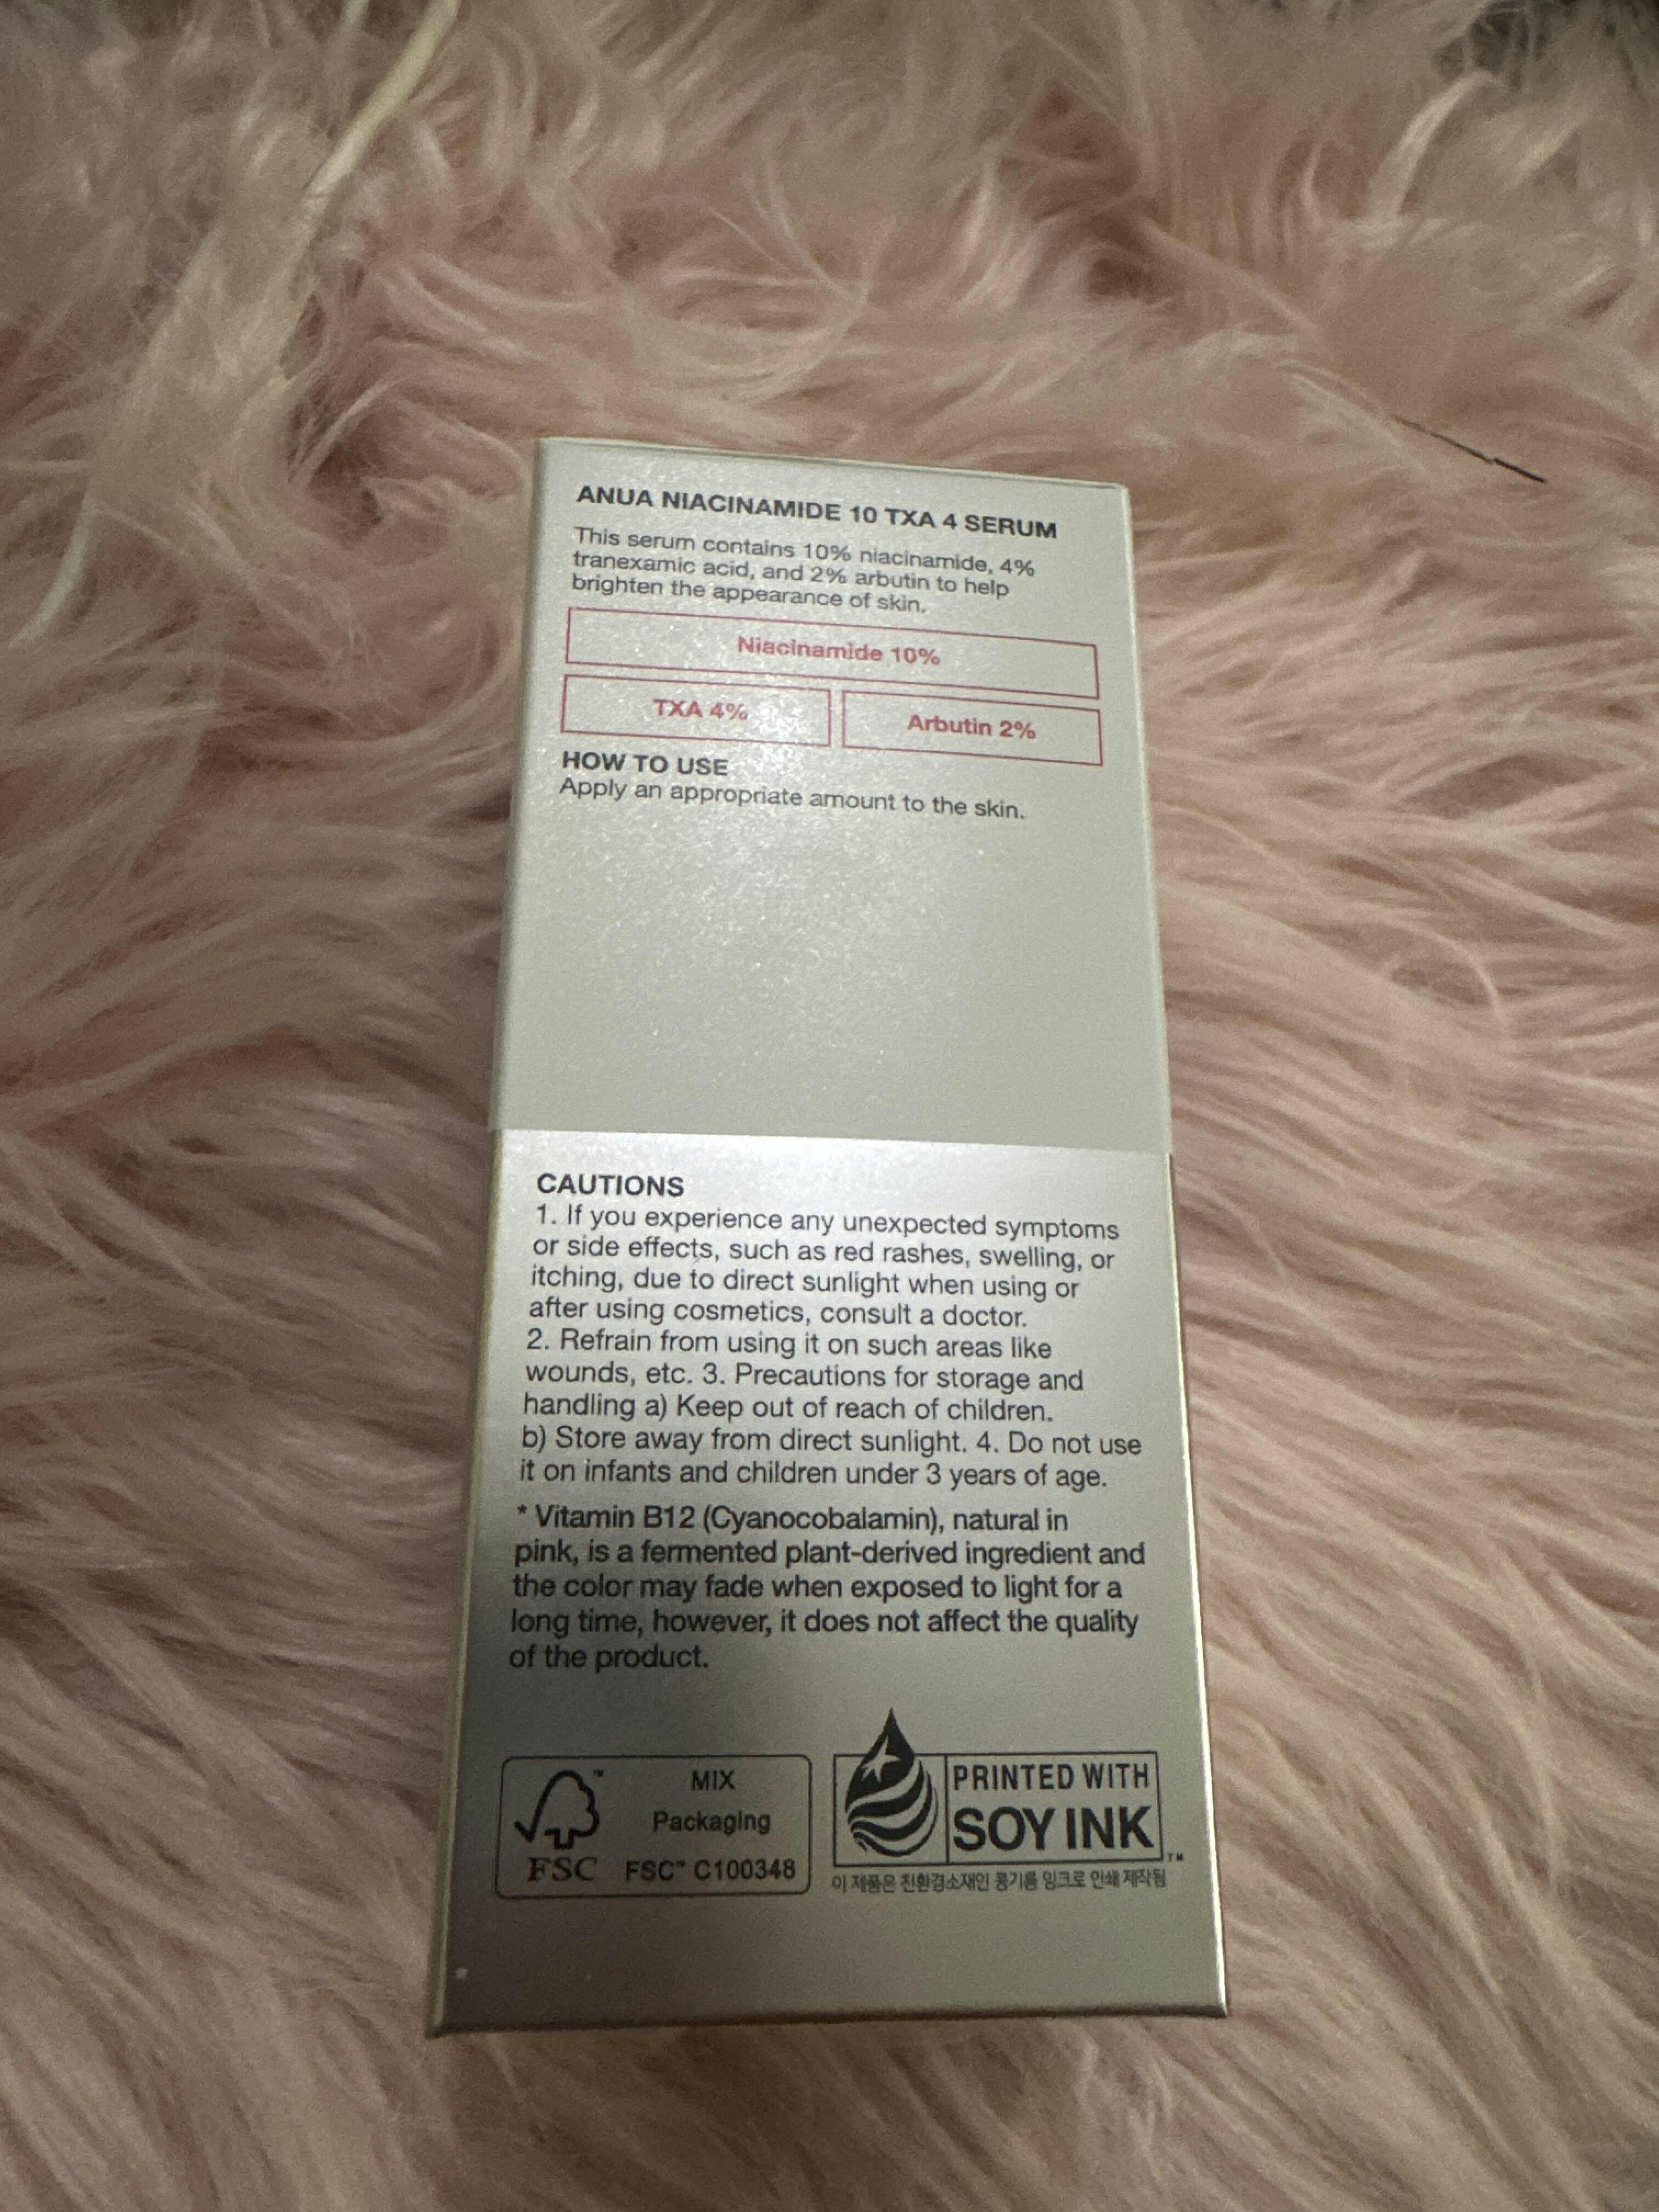 ANUA NIACINAMIDE 10 TXA 4 SERUM
This serum contains 10% niacinamide, 4%
tranexamic acid, and 2% arbutin to help
brighten the appearance of skin.
Niacinamide 10%
TXA 4%
Arbutin 2%
HOW TO USE
Apply an appropriate amount to the skin.
CAUTIONS
1. If you experience any unexpected symptoms
or side effects, such as red rashes, swelling, or
itching, due to direct sunlight when using or
after using cosmetics, consult a doctor.
2. Refrain from using it on such areas like
wounds, etc. 3. Precautions for storage and
handling a) Keep out of reach of children.
b) Store away from direct sunlight. 4. Do not use
it on infants and children under 3 years of age.
* Vitamin B12 (Cyanocobalamin), natural in
pink, is a fermented plant-derived ingredient and
the color may fade when exposed to light for a
long time, however, it does not affect the quality
of the product.
™
FSC
MIX
Packaging
FSC™ C100348
PRINTED WITH
SOY INK
™
이 제품은 친환경소재인 콩기름 잉크로 인쇄 제작됨